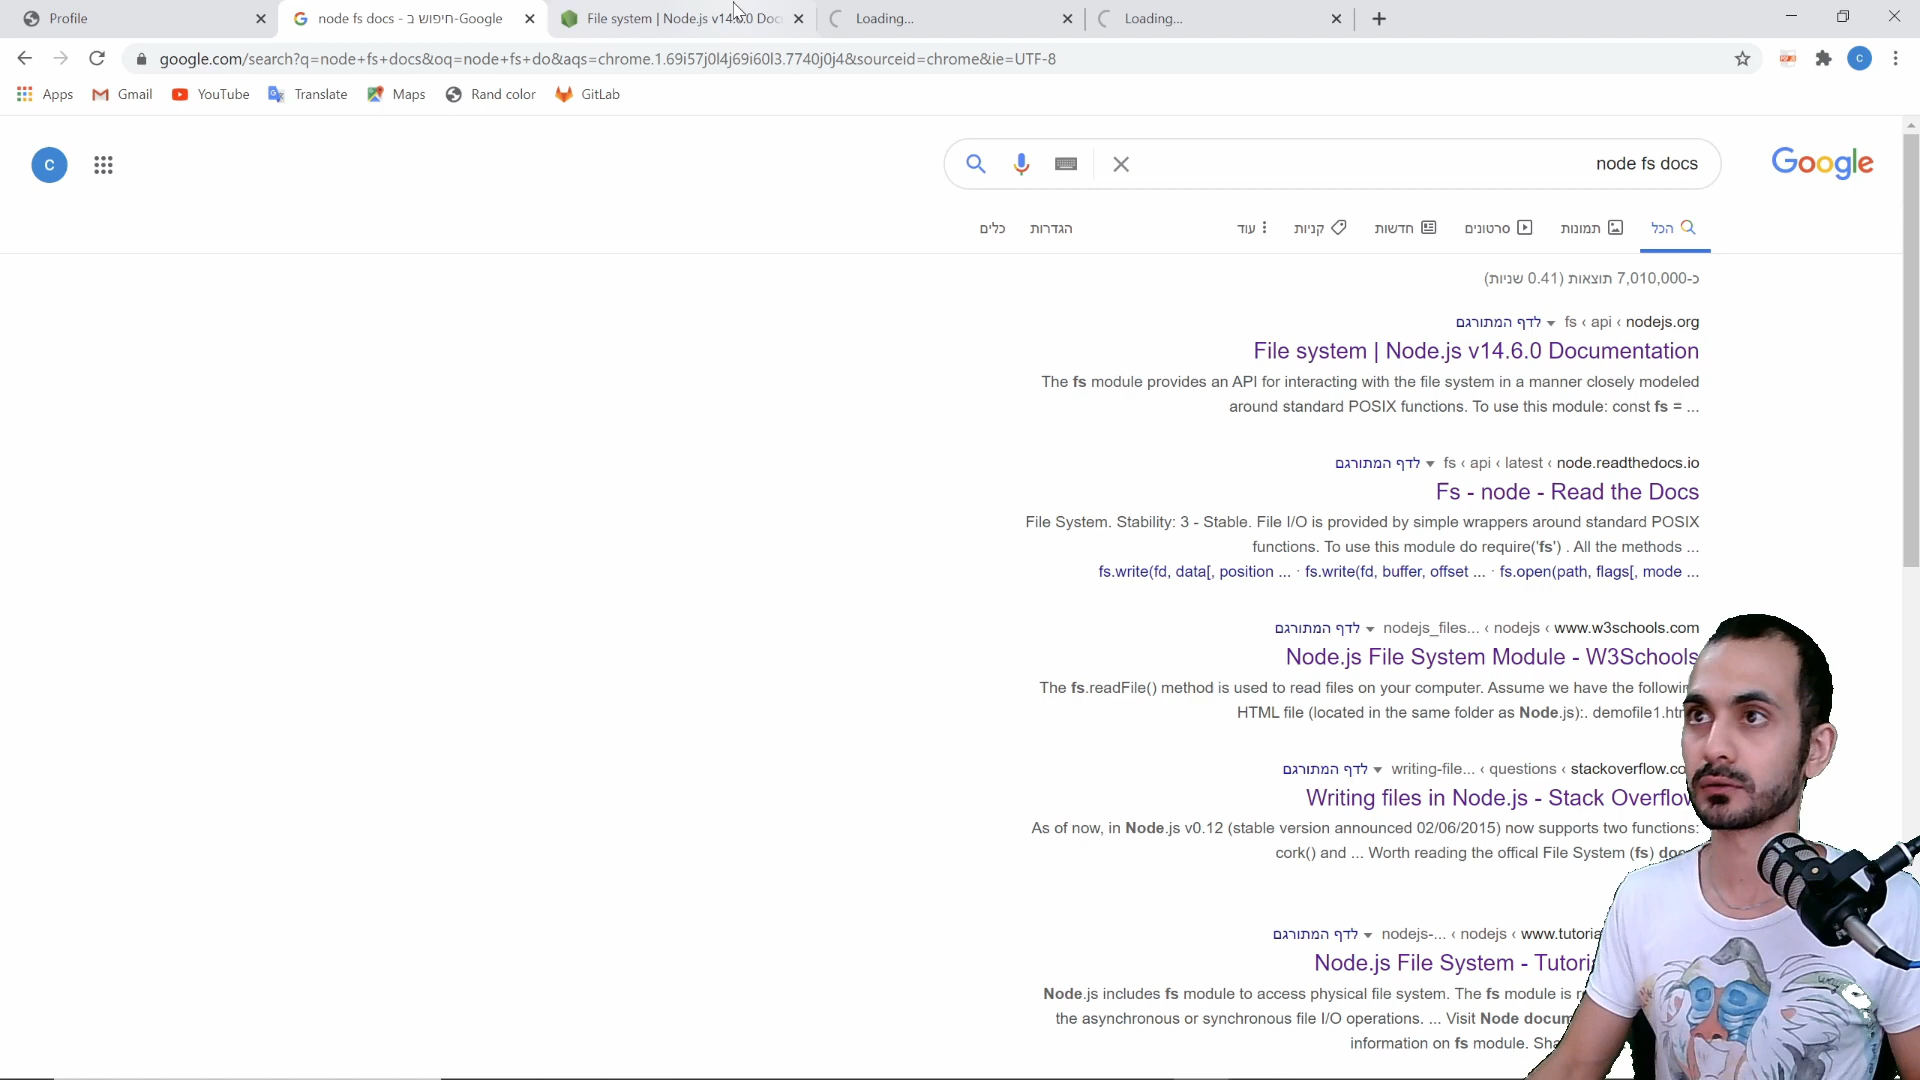 Profile
node fs docs - חיפוש ב-Google
File system | Node.js v14.6.0 Doc
Loading...
Loading...
google.com/search?q=node+fs+docs&oq=node+fs+do&aqs=chrome.1.69i57j0l4j69i60l3.7740j0j4&sourceid=chrome&ie=UTF-8
C
Apps
Gmail
YouTube
Translate
Maps
Rand color
GitLab
C
node fs docs
Google
הכל
תמונות
סרטונים
חדשות
קניות
עוד
הגדרות
כלים
כ-7,010,000 תוצאות (0.41 שניות)
nodejs.org › api › fs לדף המתורגם
File system | Node.js v14.6.0 Documentation
The fs module provides an API for interacting with the file system in a manner closely modeled
around standard POSIX functions. To use this module: const fs = ...
node.readthedocs.io › latest › api › fs לדף המתורגם
Fs - node - Read the Docs
File System. Stability: 3 - Stable. File I/O is provided by simple wrappers around standard POSIX
functions. To use this module do require('fs') . All the methods ...
fs.write(fd, data[, position ... · fs.write(fd, buffer, offset ... · fs.open(path, flags[, mode ...
www.w3schools.com › nodejs › nodejs_files... לדף המתורגם
Node.js File System Module - W3Schools
The fs.readFile() method is used to read files on your computer. Assume we have the
HTML file (located in the same folder as Node.js):.
stackoverflow.co › questions › writing-file... לדף המתורגם
Writing files in Node.js - Stack Overflow
As of now, in Node.js v0.12 (stable version announced 02/06/2015) now supports two functions:
cork() and ... Worth reading the offical File System (fs)
www.tutoria › nodejs › nodejs-... לדף המתורגם
Node.js File System -
Node.js includes fs module to access physical file system. The fs module is
the asynchronous or synchronous file I/O operations. ... Visit Node
information on fs module.